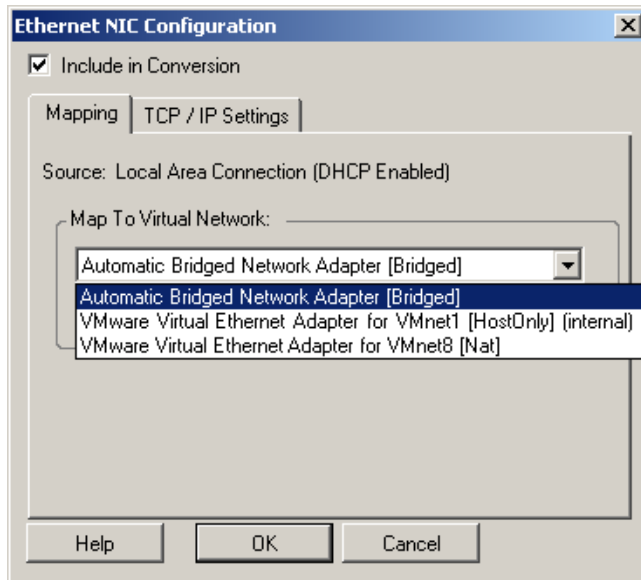 Ethernet NIC Configuration
Include in Conversion
Mapping
TCP / IP Settings
Source: Local Area Connection (DHCP Enabled)
Map To Virtual Network:
Automatic Bridged Network Adapter [Bridged]
Automatic Bridged Network Adapter [Bridged]
VMware Virtual Ethernet Adapter for VMnet1 [HostOnly] (internal)
VMware Virtual Ethernet Adapter for VMnet8 [Nat]
Help
OK
Cancel